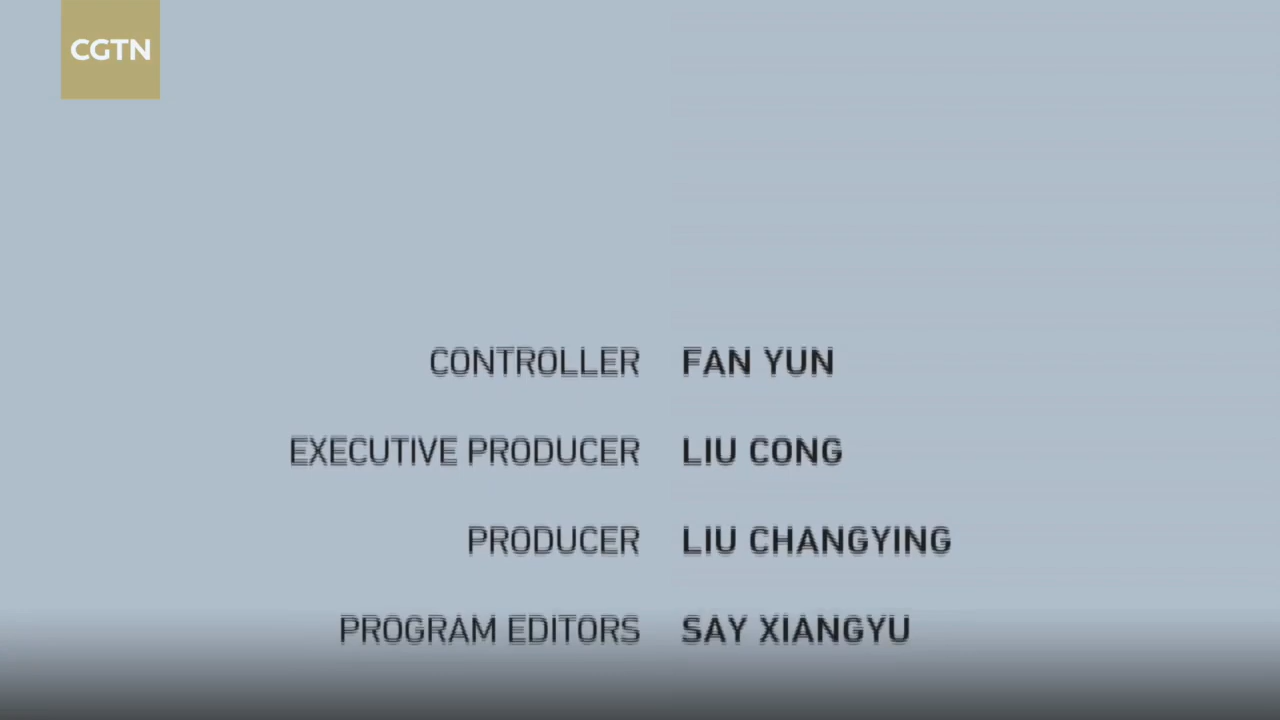 CGTN
CONTROLLER FAN YUN
EXECUTIVE PRODUCER LIU CONG
PRODUCER LIU CHANGYING
PROGRAM EDITORS SAY XIANGYU